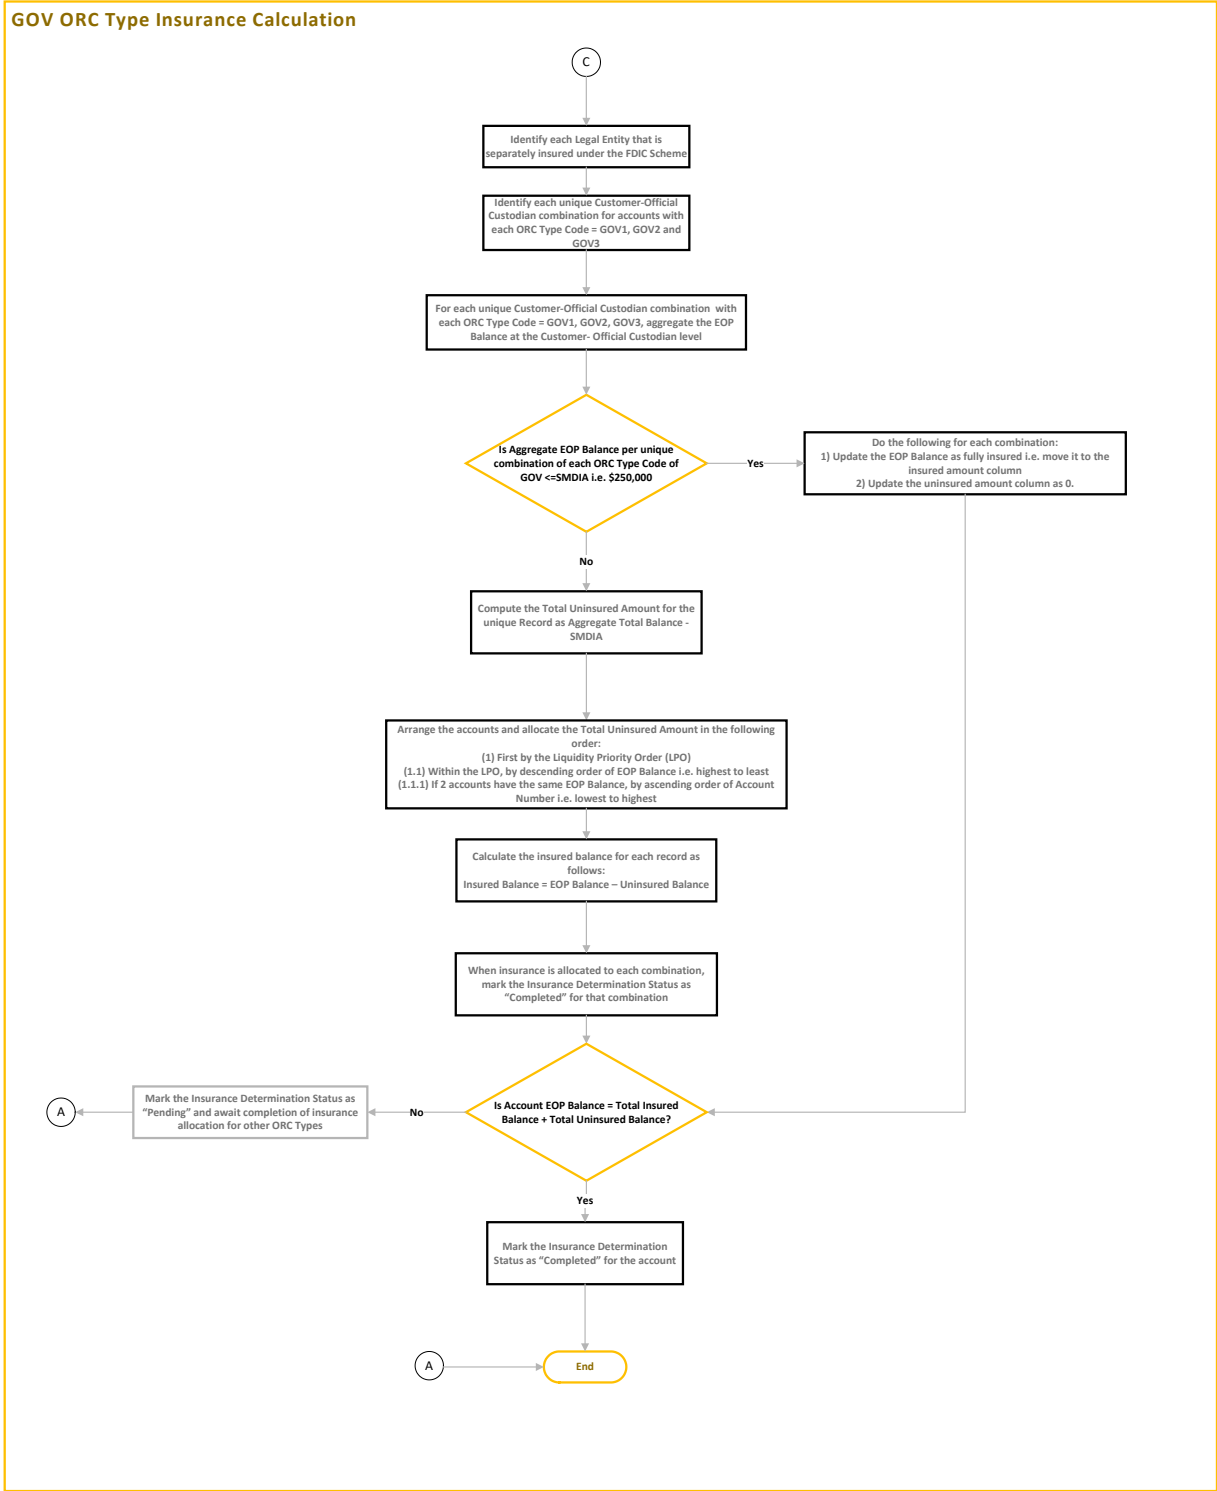 GOV ORC Type Insurance Calculation
C
Identify each Legal Entity that is
separately insured under the FDIC Scheme
Identify each unique Customer-Official
Custodian combination for accounts with
each ORC Type Code = GOV1, GOV2 and
GOV3
For each unique Customer-Official Custodian combination  with
each ORC Type Code = GOV1, GOV2, GOV3, aggregate the EOP
Balance at the Customer- Official Custodian level
Is Aggregate EOP Balance per unique
combination of each ORC Type Code of
GOV <=SMDIA i.e. $250,000
Yes
Do the following for each combination:
1) Update the EOP Balance as fully insured i.e. move it to the
insured amount column
2) Update the uninsured amount column as 0.
No
Compute the Total Uninsured Amount for the
unique Record as Aggregate Total Balance -
SMDIA
Arrange the accounts and allocate the Total Uninsured Amount in the following
order:
(1) First by the Liquidity Priority Order (LPO)
(1.1) Within the LPO, by descending order of EOP Balance i.e. highest to least
(1.1.1) If 2 accounts have the same EOP Balance, by ascending order of Account
Number i.e. lowest to highest
Calculate the insured balance for each record as
follows:
Insured Balance = EOP Balance – Uninsured Balance
When insurance is allocated to each combination,
mark the Insurance Determination Status as
“Completed” for that combination
Is Account EOP Balance = Total Insured
Balance + Total Uninsured Balance?
No
Mark the Insurance Determination Status as
“Pending” and await completion of insurance
allocation for other ORC Types
A
Yes
Mark the Insurance Determination
Status as “Completed” for the account
A
End